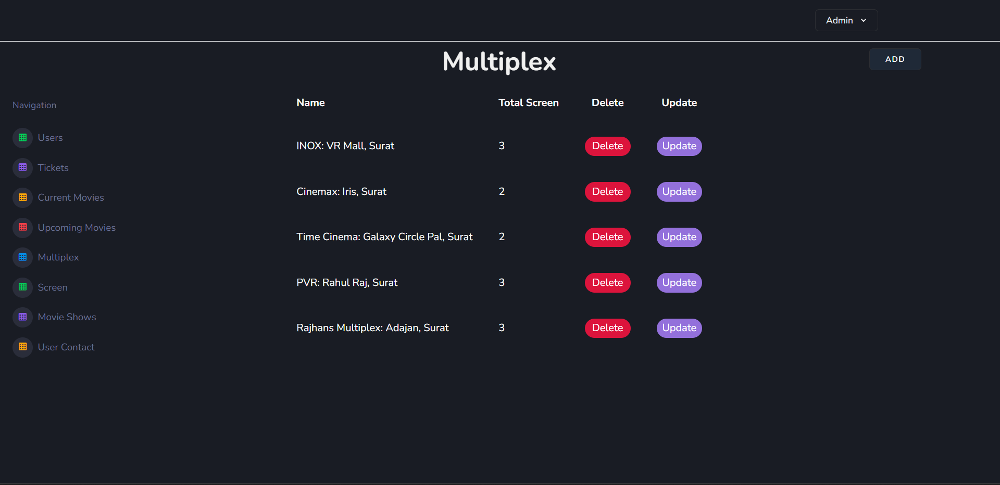 Admin
Multiplex
ADD
Navigation
Users
Tickets
Current Movies
Upcoming Movies
Multiplex
Screen
Movie Shows
User Contact
Name Total Screen Delete Update
INOX: VR Mall, Surat 3 Delete Update
Cinemax: Iris, Surat 2 Delete Update
Time Cinema: Galaxy Circle Pal, Surat 2 Delete Update
PVR: Rahul Raj, Surat 3 Delete Update
Rajhans Multiplex: Adajan, Surat 3 Delete Update